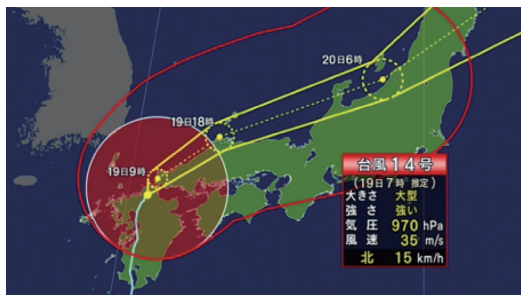 20日6時
19日18時
19日9時
台風14号
(19日7時 推定)
大きさ 大型
強さ 強い
気圧 970 hPa
風速 35 m/s
北 15 km/h